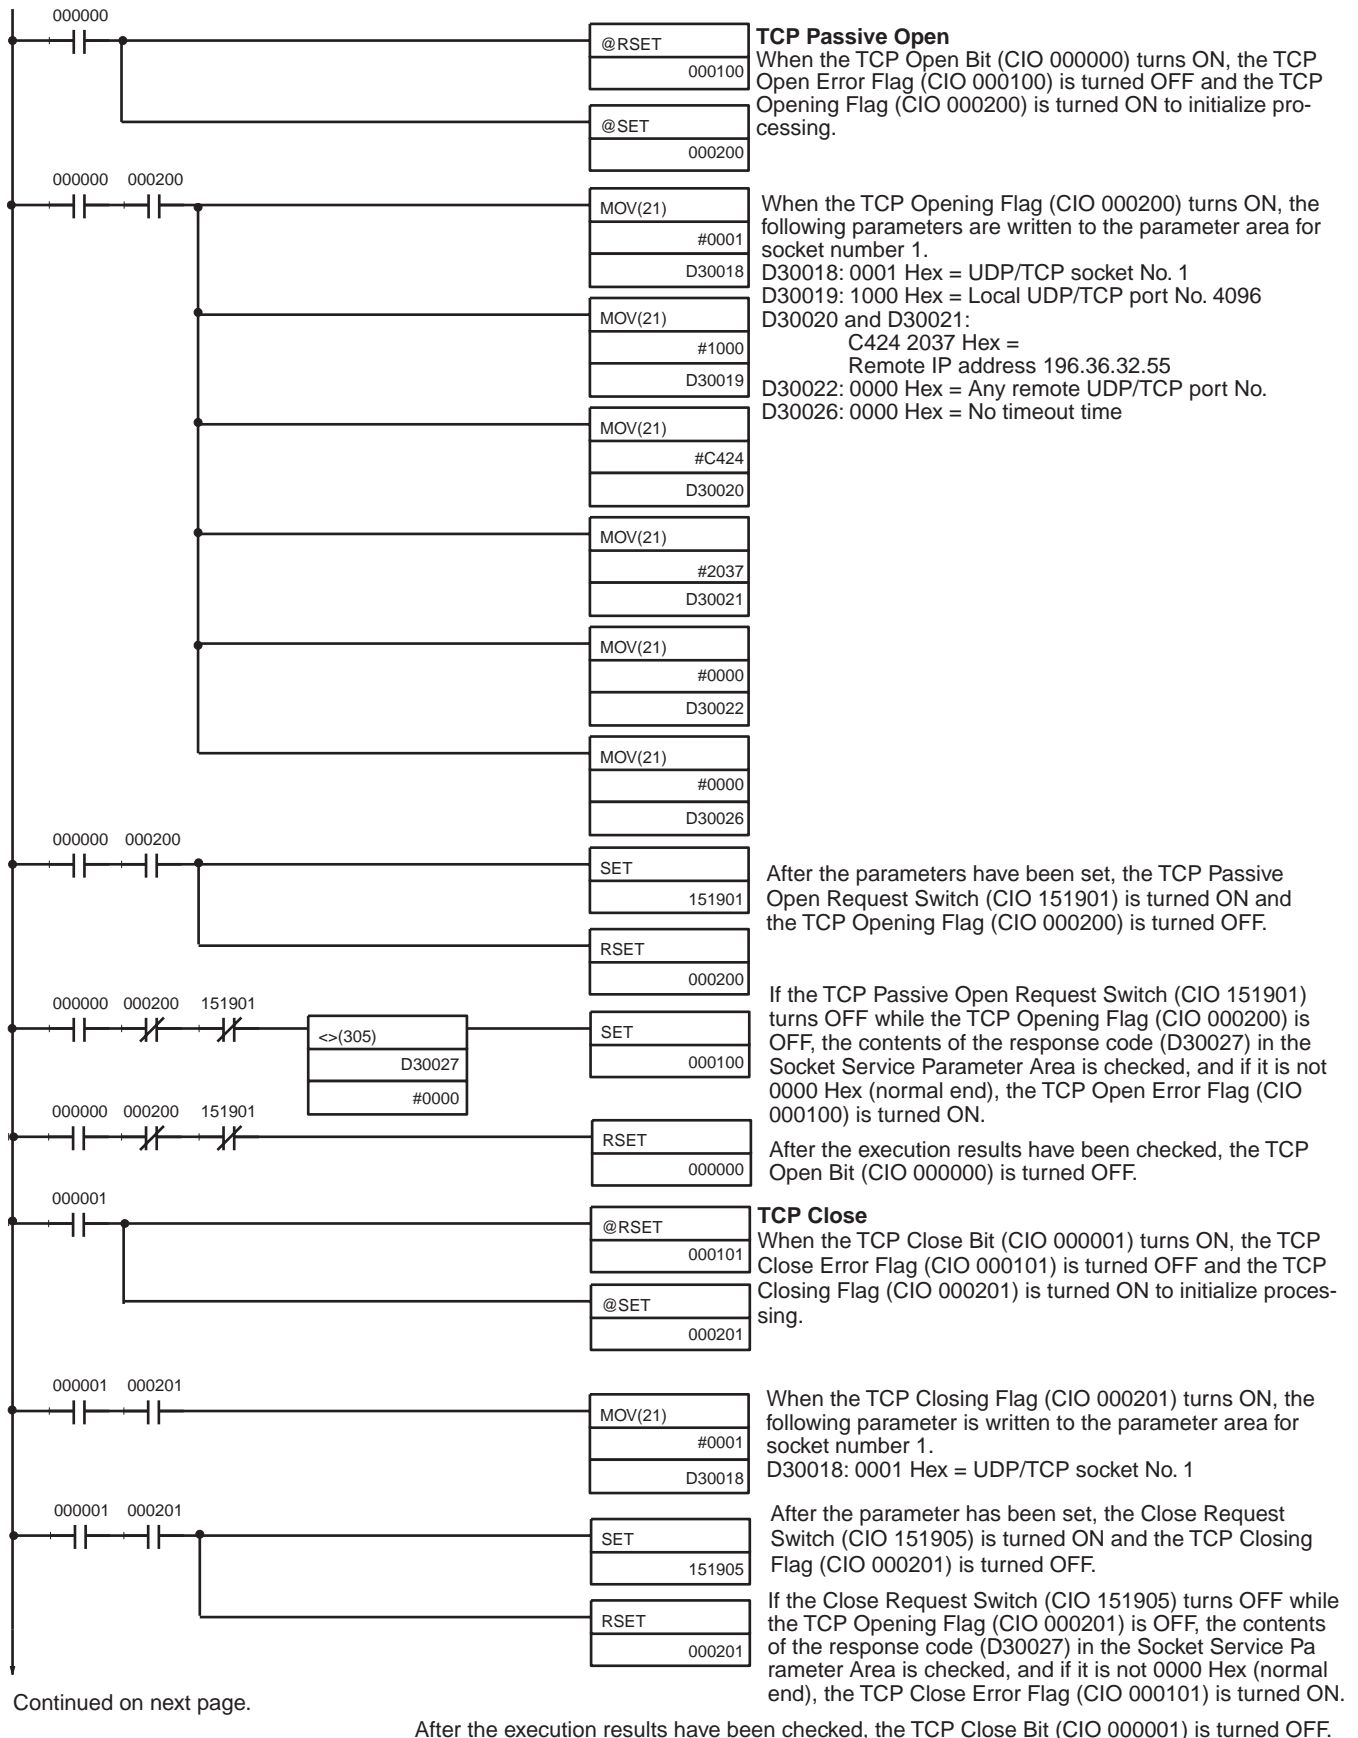 000000
@RSET
000100
TCP Passive Open
When the TCP Open Bit (CIO 000000) turns ON, the TCP
Open Error Flag (CIO 000100) is turned OFF and the TCP
Opening Flag (CIO 000200) is turned ON to initialize pro-
cessing.
@SET
000200
000000 000200
MOV(21)
#0001
D30018
When the TCP Opening Flag (CIO 000200) turns ON, the
following parameters are written to the parameter area for
socket number 1.
D30018: 0001 Hex = UDP/TCP socket No. 1
D30019: 1000 Hex = Local UDP/TCP port No. 4096
D30020 and D30021:
C424 2037 Hex =
Remote IP address 196.36.32.55
D30022: 0000 Hex = Any remote UDP/TCP port No.
D30026: 0000 Hex = No timeout time
MOV(21)
#1000
D30019
MOV(21)
#C424
D30020
MOV(21)
#2037
D30021
MOV(21)
#0000
D30022
MOV(21)
#0000
D30026
000000 000200
SET
151901
After the parameters have been set, the TCP Passive
Open Request Switch (CIO 151901) is turned ON and
the TCP Opening Flag (CIO 000200) is turned OFF.
RSET
000200
000000 000200 151901
<>(305)
D30027
#0000
SET
000100
If the TCP Passive Open Request Switch (CIO 151901)
turns OFF while the TCP Opening Flag (CIO 000200) is
OFF, the contents of the response code (D30027) in the
Socket Service Parameter Area is checked, and if it is not
0000 Hex (normal end), the TCP Open Error Flag (CIO
000100) is turned ON.
000000 000200 151901
RSET
000000
After the execution results have been checked, the TCP
Open Bit (CIO 000000) is turned OFF.
000001
@RSET
000101
TCP Close
When the TCP Close Bit (CIO 000001) turns ON, the TCP
Close Error Flag (CIO 000101) is turned OFF and the TCP
Closing Flag (CIO 000201) is turned ON to initialize proces-
sing.
@SET
000201
000001 000201
MOV(21)
#0001
D30018
When the TCP Closing Flag (CIO 000201) turns ON, the
following parameter is written to the parameter area for
socket number 1.
D30018: 0001 Hex = UDP/TCP socket No. 1
000001 000201
SET
151905
After the parameter has been set, the Close Request
Switch (CIO 151905) is turned ON and the TCP Closing
Flag (CIO 000201) is turned OFF.
RSET
000201
If the Close Request Switch (CIO 151905) turns OFF while
the TCP Opening Flag (CIO 000201) is OFF, the contents
of the response code (D30027) in the Socket Service Pa
rameter Area is checked, and if it is not 0000 Hex (normal
end), the TCP Close Error Flag (CIO 000101) is turned ON.
Continued on next page.
After the execution results have been checked, the TCP Close Bit (CIO 000001) is turned OFF.